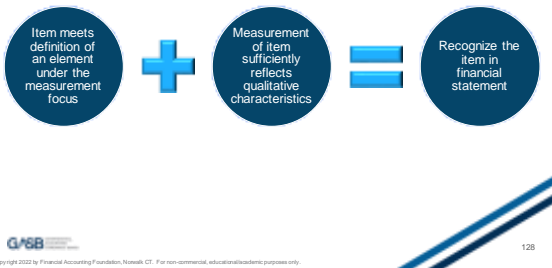 Item meets
definition of
an element
under the
measurement
focus
Measurement
of item
sufficiently
reflects
qualitative
characteristics
Recognize the
item in
financial
statement
GASB
128
pyright 2022 by Financial Accounting Foundation, Norwalk CT. For non-commercial, educational/academic purposes only.